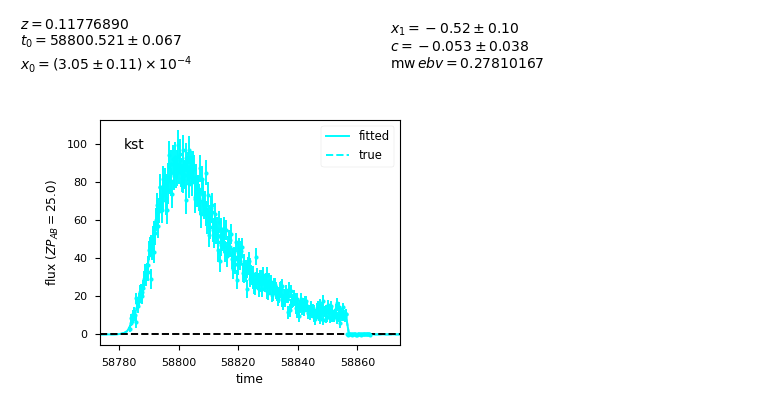 z = 0.11776890
t₀ = 58800.521 ± 0.067
x₀ = (3.05 ± 0.11) × 10⁻⁴
x₁ = −0.52 ± 0.10
c = −0.053 ± 0.038
mw ebv = 0.27810167
kst
fitted
true
flux (ZP_AB = 25.0)
100
80
60
40
20
0
58780 58800 58820 58840 58860
time